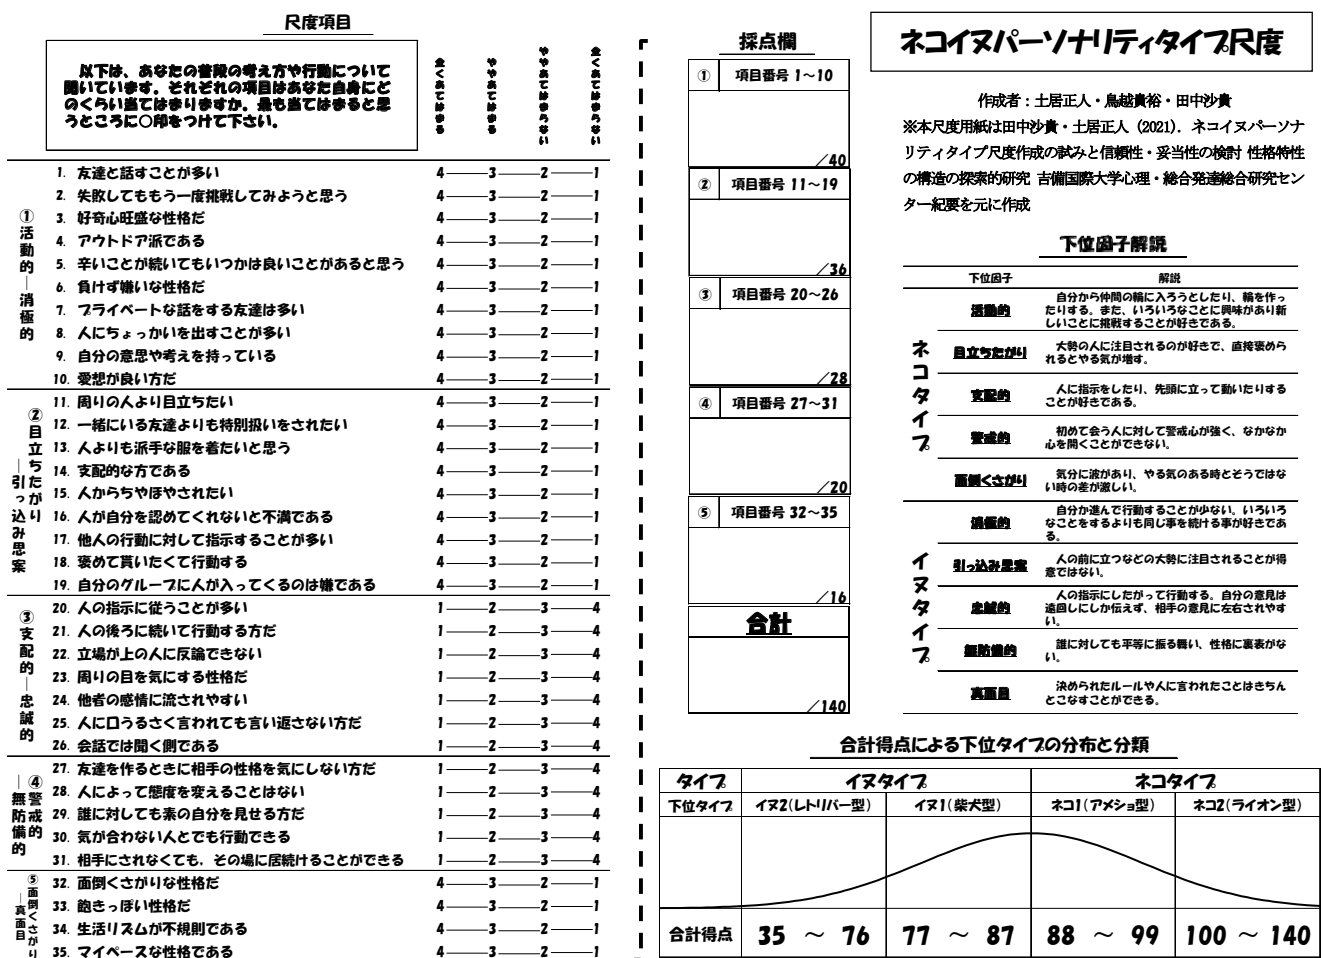 尺度項目
以下は、あなたの普段の考え方や行動について
聞いています。それぞれの項目はあなた自身にど
のくらい当てはまりますか。最も当てはまると思
うところに○印をつけて下さい。
全くあてはまる
ややあてはまる
ややあてはまらない
全くあてはまらない
①活動的―消極的
1. 友達と話すことが多い 4 3 2 1
2. 失敗してももう一度挑戦してみようと思う 4 3 2 1
3. 好奇心旺盛な性格だ 4 3 2 1
4. アウトドア派である 4 3 2 1
5. 辛いことが続いてもいつかは良いことがあると思う 4 3 2 1
6. 負けず嫌いな性格だ 4 3 2 1
7. プライベートな話をする友達は多い 4 3 2 1
8. 人にちょっかいを出すことが多い 4 3 2 1
9. 自分の意思や考えを持っている 4 3 2 1
10. 愛想が良い方だ 4 3 2 1
②目立ちたがり
―引っ込み思案
11. 周りの人より目立ちたい 4 3 2 1
12. 一緒にいる友達よりも特別扱いをされたい 4 3 2 1
13. 人よりも派手な服を着たいと思う 4 3 2 1
14. 支配的な方である 4 3 2 1
15. 人からちやほやされたい 4 3 2 1
16. 人が自分を認めてくれないと不満である 4 3 2 1
17. 他人の行動に対して指示することが多い 4 3 2 1
18. 褒めて貰いたくて行動する 4 3 2 1
19. 自分のグループに人が入ってくるのは嫌である 4 3 2 1
③支配的―忠誠的
20. 人の指示に従うことが多い 1 2 3 4
21. 人の後ろに続いて行動する方だ 1 2 3 4
22. 立場が上の人に反論できない 1 2 3 4
23. 周りの目を気にする性格だ 1 2 3 4
24. 他者の感情に流されやすい 1 2 3 4
25. 人に口うるさく言われても言い返さない方だ 1 2 3 4
26. 会話では聞く側である 1 2 3 4
④警戒的
―無防備的
27. 友達を作るときに相手の性格を気にしない方だ 1 2 3 4
28. 人によって態度を変えることはない 1 2 3 4
29. 誰に対しても素の自分を見せる方だ 1 2 3 4
30. 気が合わない人とでも行動できる 1 2 3 4
31. 相手にされなくても、その場に居続けることができる 1 2 3 4
⑤面倒くさがり
―真面目
32. 面倒くさがりな性格だ 4 3 2 1
33. 飽きっぽい性格だ 4 3 2 1
34. 生活リズムが不規則である 4 3 2 1
35. マイペースな性格である 4 3 2 1
採点欄
① 項目番号 1～10
／40
② 項目番号 11～19
／36
③ 項目番号 20～26
／28
④ 項目番号 27～31
／20
⑤ 項目番号 32～35
／16
合計
／140
ネコイヌパーソナリティタイプ尺度
作成者：土居正人・鳥越貴裕・田中沙貴
※本尺度用紙は田中沙貴・土居正人（2021）．ネコイヌパーソナ
リティタイプ尺度作成の試みと信頼性・妥当性の検討 性格特性
の構造の探索的研究 吉備国際大学心理・総合発達総合研究セン
ター紀要を元に作成
下位因子解説
下位因子 解説
ネコタイプ
活動的
自分から仲間の輪に入ろうとしたり、輪を作っ
たりする。また、いろいろなことに興味があり新
しいことに挑戦することが好きである。
目立ちたがり
大勢の人に注目されるのが好きで、直接褒めら
れるとやる気が増す。
支配的
人に指示をしたり、先頭に立って動いたりする
ことが好きである。
警戒的
初めて会う人に対して警戒心が強く、なかなか
心を開くことができない。
面倒くさがり
気分に波があり、やる気のある時とそうではな
い時の差が激しい。
イヌタイプ
消極的
自分か進んで行動することが少ない。いろいろ
なことをするよりも同じ事を続ける事が好きであ
る。
引っ込み思案
人の前に立つなどの大勢に注目されることが得
意ではない。
忠誠的
人の指示にしたがって行動する。自分の意見は
遠回しにしか伝えず、相手の意見に左右されやす
い。
無防備的
誰に対しても平等に振る舞い、性格に裏表がな
い。
真面目
決められたルールや人に言われたことはきちん
とこなすことができる。
合計得点による下位タイプの分布と分類
タイプ イヌタイプ ネコタイプ
下位タイプ イヌ2(レトリバー型) イヌ1(柴犬型) ネコ1(アメショ型) ネコ2(ライオン型)
合計得点 35 ～ 76 77 ～ 87 88 ～ 99 100 ～ 140